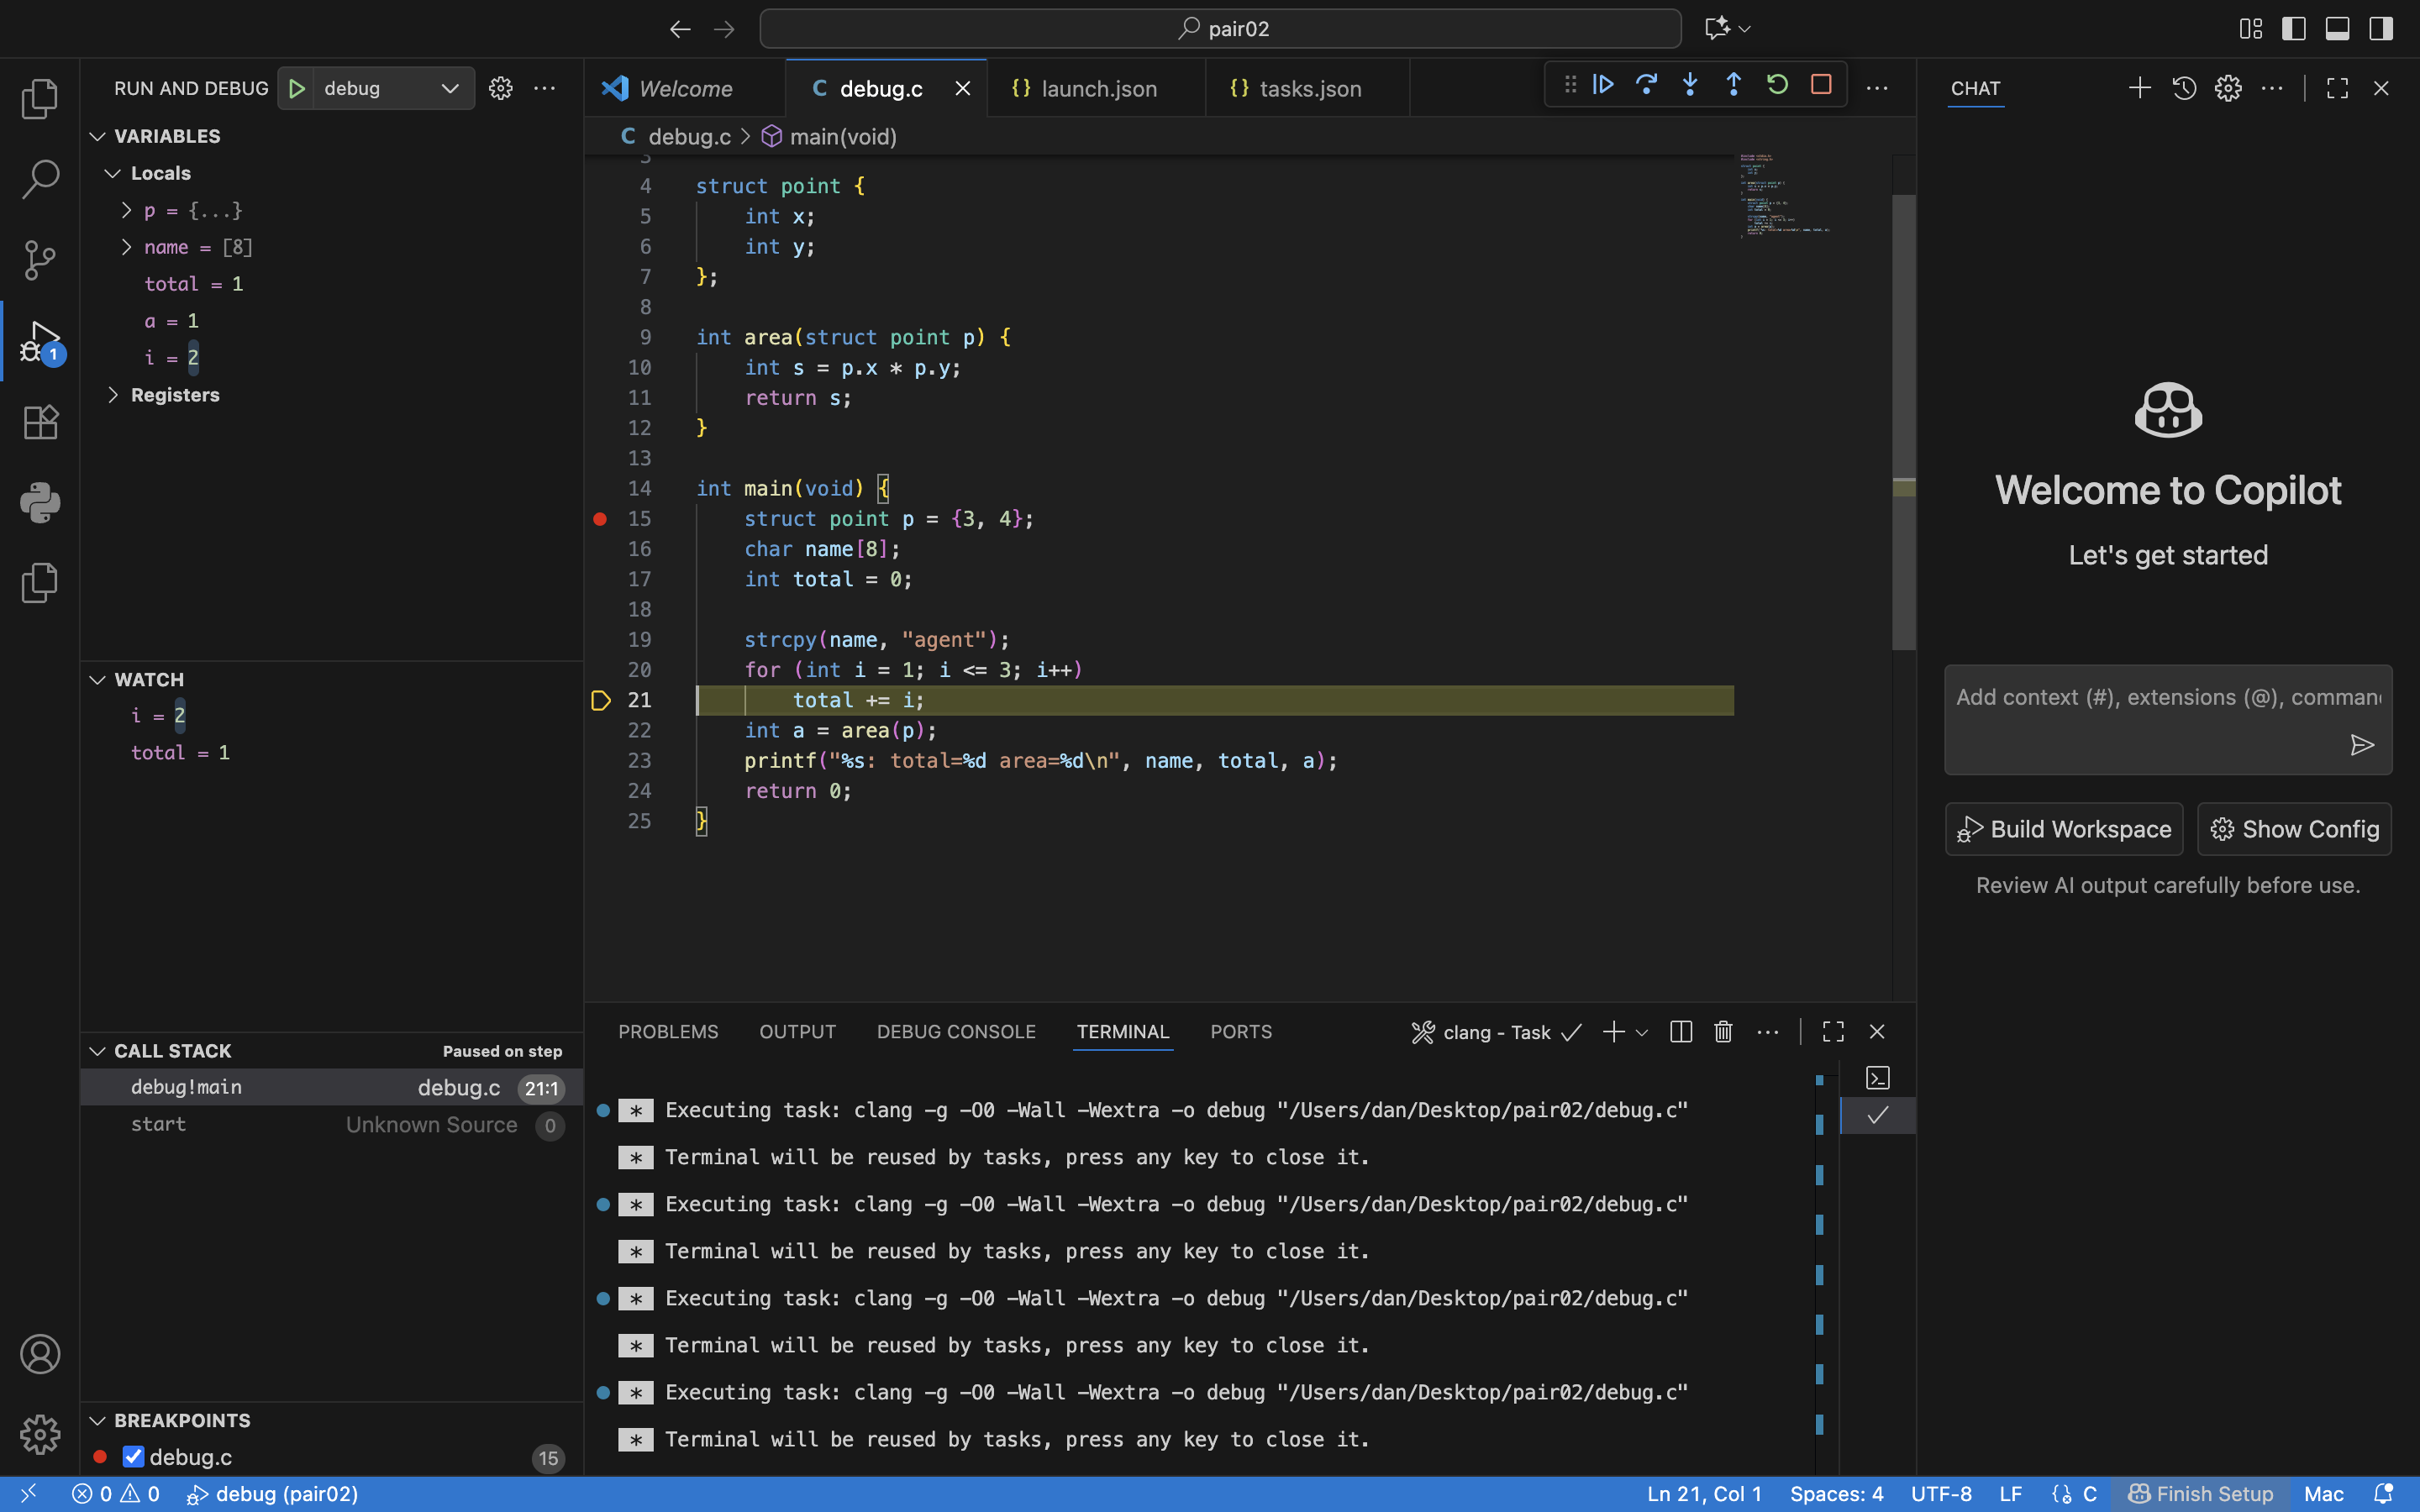 pair02
RUN AND DEBUG
debug
Welcome
debug.c
launch.json
tasks.json
CHAT
VARIABLES
Locals
p = {...}
name = [8]
total = 1
a = 1
i = 2
Registers
WATCH
i = 2
total = 1
CALL STACK
Paused on step
debug!main
debug.c
21:1
start
Unknown Source
0
BREAKPOINTS
debug.c
15
1
debug.c > main(void)
3
4 struct point {
5 int x;
6 int y;
7 };
8
9 int area(struct point p) {
10 int s = p.x * p.y;
11 return s;
12 }
13
14 int main(void) {
15 struct point p = {3, 4};
16 char name[8];
17 int total = 0;
18
19 strcpy(name, "agent");
20 for (int i = 1; i <= 3; i++)
21 total += i;
22 int a = area(p);
23 printf("%s: total=%d area=%d\n", name, total, a);
24 return 0;
25 }
PROBLEMS
OUTPUT
DEBUG CONSOLE
TERMINAL
PORTS
clang - Task
* Executing task: clang -g -O0 -Wall -Wextra -o debug "/Users/dan/Desktop/pair02/debug.c"
* Terminal will be reused by tasks, press any key to close it.
* Executing task: clang -g -O0 -Wall -Wextra -o debug "/Users/dan/Desktop/pair02/debug.c"
* Terminal will be reused by tasks, press any key to close it.
* Executing task: clang -g -O0 -Wall -Wextra -o debug "/Users/dan/Desktop/pair02/debug.c"
* Terminal will be reused by tasks, press any key to close it.
* Executing task: clang -g -O0 -Wall -Wextra -o debug "/Users/dan/Desktop/pair02/debug.c"
* Terminal will be reused by tasks, press any key to close it.
Welcome to Copilot
Let's get started
Add context (#), extensions (@), comman
Build Workspace
Show Config
Review AI output carefully before use.
0
0
debug (pair02)
Ln 21, Col 1
Spaces: 4
UTF-8
LF
C
Finish Setup
Mac